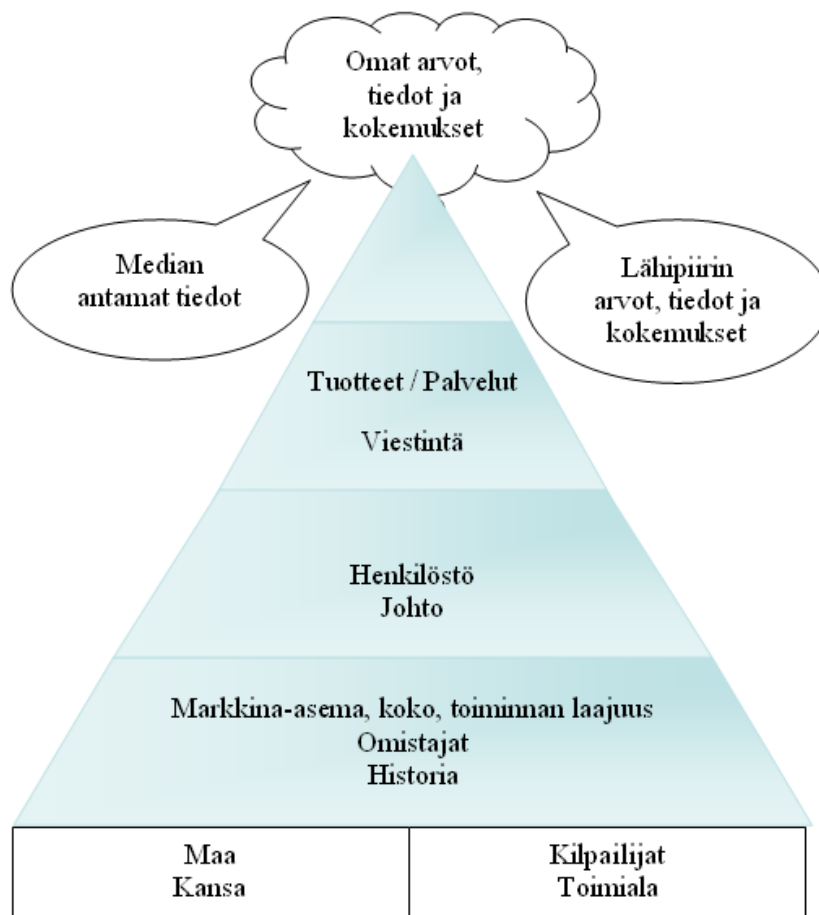 Omat arvot,
tiedot ja
kokemukset
Median
antamat tiedot
Lähipiirin
arvot, tiedot ja
kokemukset
Tuotteet / Palvelut
Viestintä
Henkilöstö
Johto
Markkina-asema, koko, toiminnan laajuus
Omistajat
Historia
Maa
Kansa
Kilpailijat
Toimiala